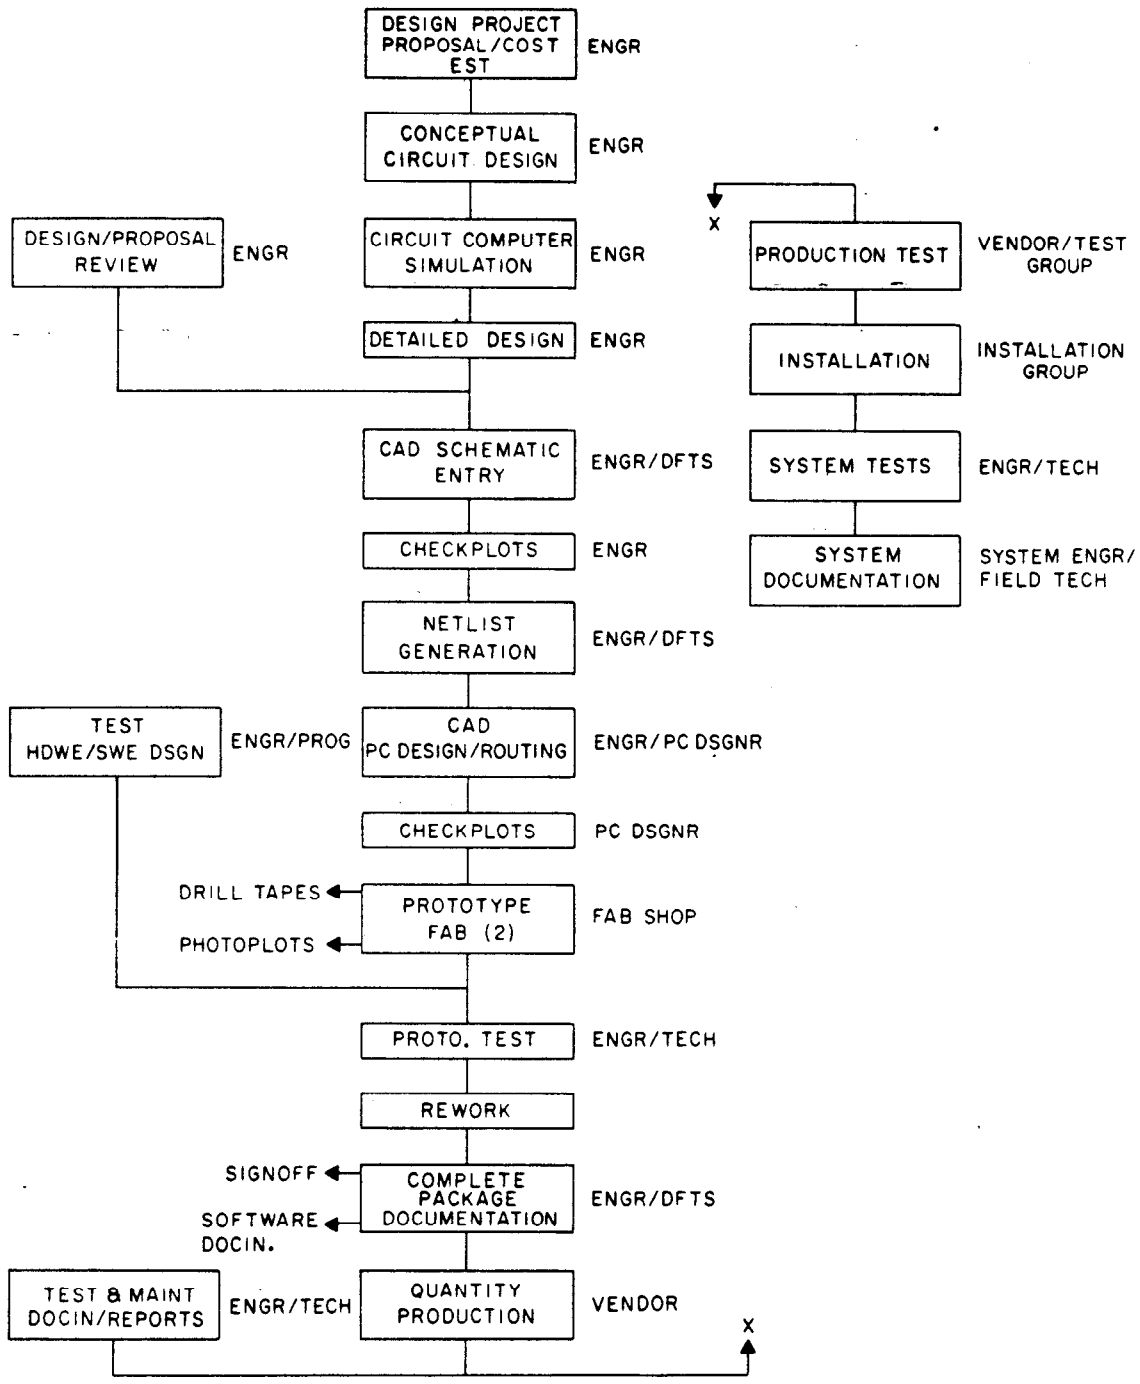 DESIGN PROJECT
PROPOSAL/COST
EST
ENGR
CONCEPTUAL
CIRCUIT DESIGN
ENGR
DESIGN/PROPOSAL
REVIEW
ENGR
CIRCUIT COMPUTER
SIMULATION
ENGR
DETAILED DESIGN
ENGR
CAD SCHEMATIC
ENTRY
ENGR/DFTS
CHECKPLOTS
ENGR
NETLIST
GENERATION
ENGR/DFTS
TEST
HDWE/SWE DSGN
ENGR/PROG
CAD
PC DESIGN/ROUTING
ENGR/PC DSGNR
CHECKPLOTS
PC DSGNR
DRILL TAPES
PHOTOPLOTS
PROTOTYPE
FAB (2)
FAB SHOP
PROTO. TEST
ENGR/TECH
REWORK
SIGNOFF
SOFTWARE
DOCIN.
COMPLETE
PACKAGE
DOCUMENTATION
ENGR/DFTS
TEST & MAINT
DOCIN/REPORTS
ENGR/TECH
QUANTITY
PRODUCTION
VENDOR
X
X
PRODUCTION TEST
VENDOR/TEST
GROUP
INSTALLATION
INSTALLATION
GROUP
SYSTEM TESTS
ENGR/TECH
SYSTEM
DOCUMENTATION
SYSTEM ENGR/
FIELD TECH